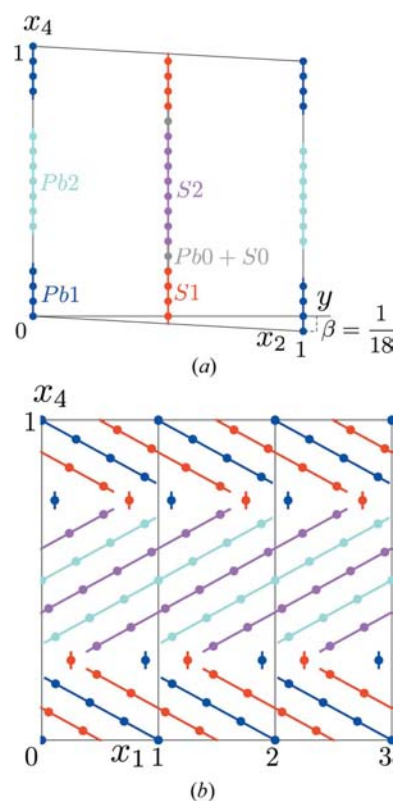 x₄
1
Pb2
S2
Pb0 + S0
Pb1
S1
y
0
x₂
1
β = 1/18
(a)
x₄
1
0
x₁
1
2
3
(b)